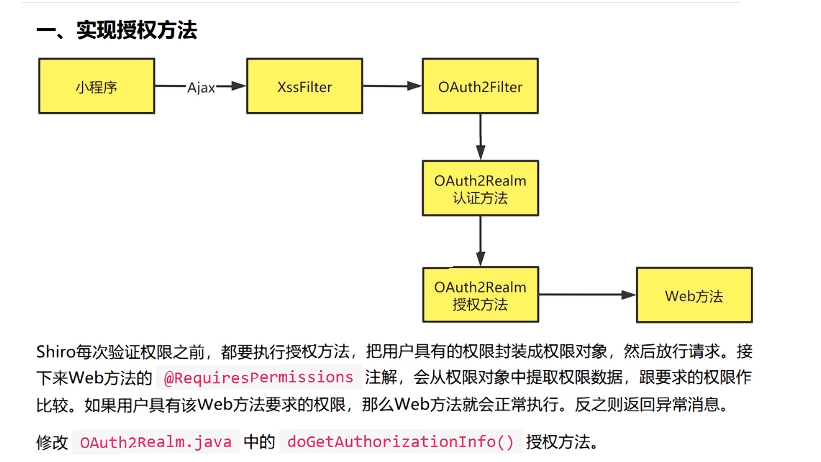 一、实现授权方法
小程序
Ajax
XssFilter
OAuth2Filter
OAuth2Realm
认证方法
OAuth2Realm
授权方法
Web方法
Shiro每次验证权限之前，都要执行授权方法，把用户具有的权限封装成权限对象，然后放行请求。接
下来Web方法的 @RequiresPermissions 注解，会从权限对象中提取权限数据，跟要求的权限作
比较。如果用户具有该Web方法要求的权限，那么Web方法就会正常执行。反之则返回异常消息。
修改 OAuth2Realm.java 中的 doGetAuthorizationInfo() 授权方法。